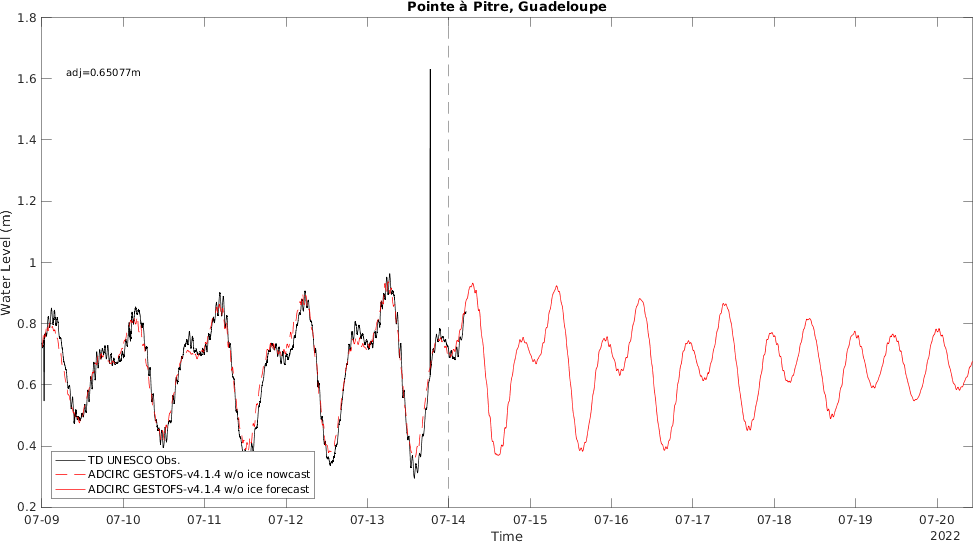 Pointe à Pitre, Guadeloupe
1.8
1.6
1.4
1.2
1
0.8
0.6
0.4
0.2
Water Level (m)
adj=0.65077m
TD UNESCO Obs.
ADCIRC GESTOFS-v4.1.4 w/o ice nowcast
ADCIRC GESTOFS-v4.1.4 w/o ice forecast
07-09 07-10 07-11 07-12 07-13 07-14 07-15 07-16 07-17 07-18 07-19 07-20
Time
2022